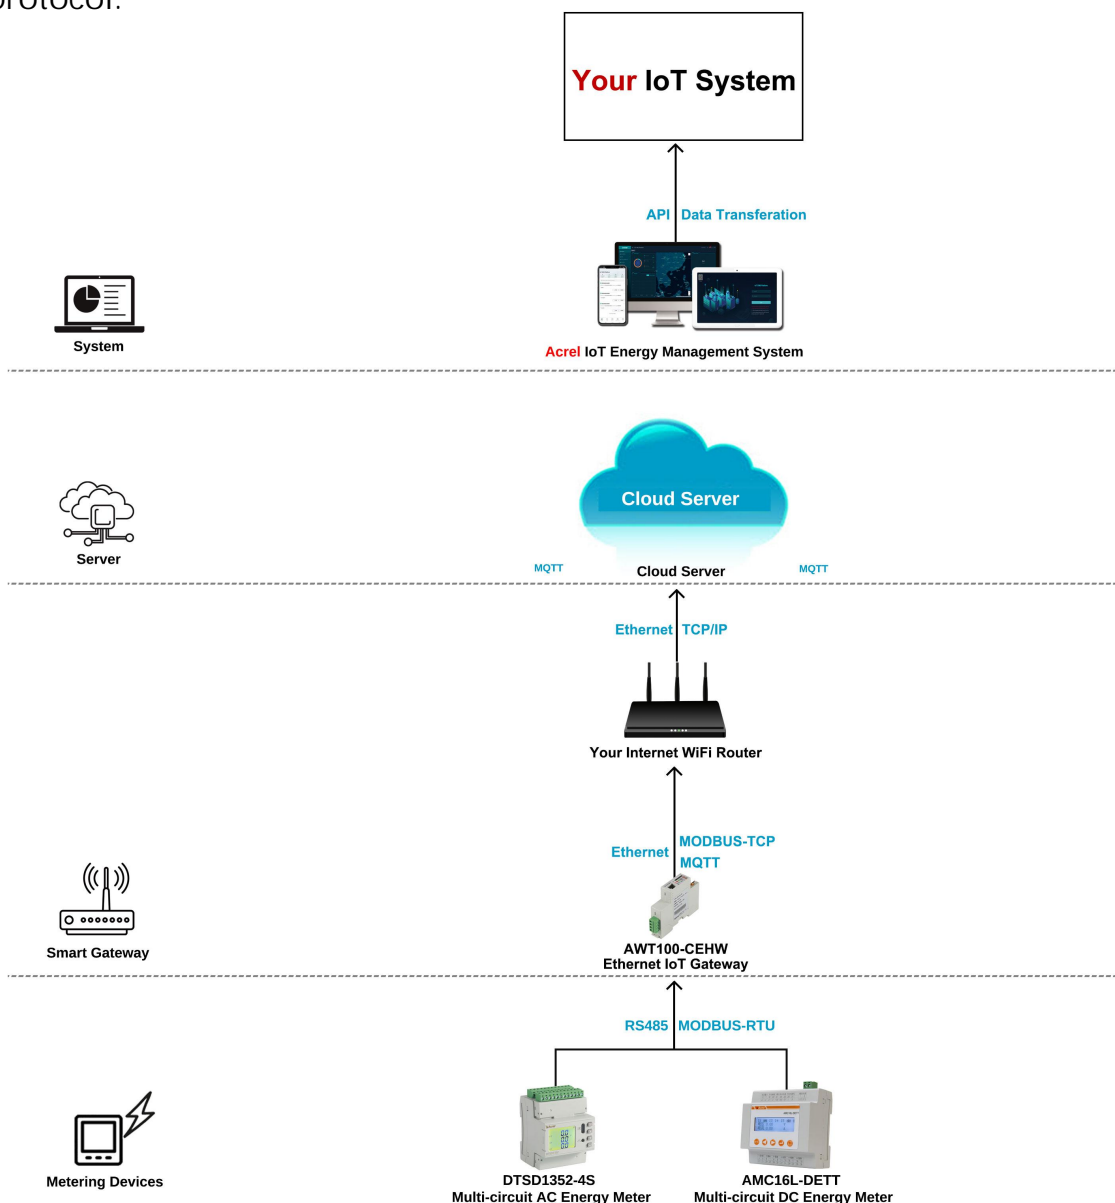 protocol.
Your IoT System
API Data Transferation
System
Acrel IoT Energy Management System
Cloud Server
Server
MQTT
Cloud Server
MQTT
Ethernet TCP/IP
Your Internet WiFi Router
Ethernet
MODBUS-TCP
MQTT
Smart Gateway
AWT100-CEHW
Ethernet IoT Gateway
RS485 MODBUS-RTU
Metering Devices
DTSD1352-4S
Multi-circuit AC Energy Meter
AMC16L-DETT
Multi-circuit DC Energy Meter